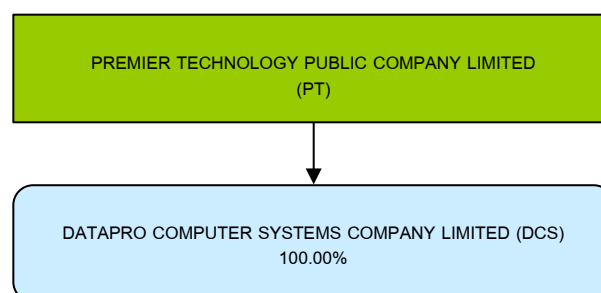 PREMIER TECHNOLOGY PUBLIC COMPANY LIMITED
(PT)
DATAPRO COMPUTER SYSTEMS COMPANY LIMITED (DCS)
100.00%